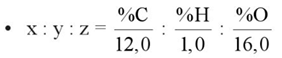 • x : y : z = %C/12,0 : %H/1,0 : %O/16,0